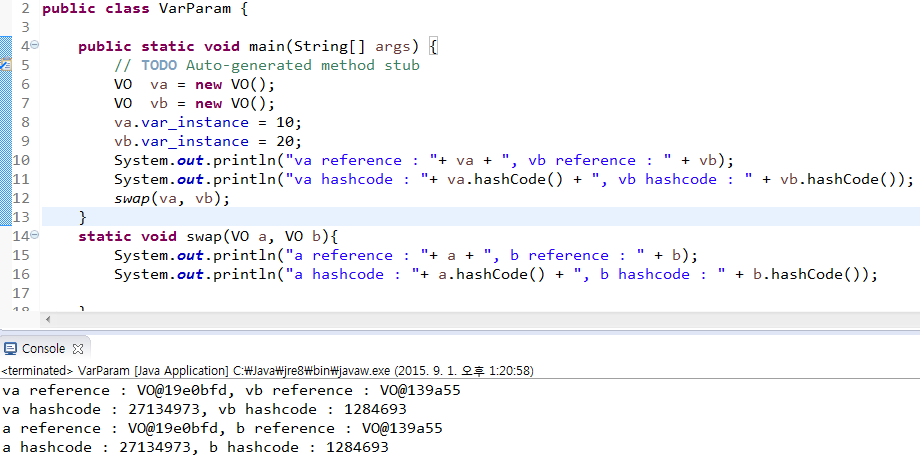 2 public class VarParam {
3
4 public static void main(String[] args) {
5 // TODO Auto-generated method stub
6 VO va = new VO();
7 VO vb = new VO();
8 va.var_instance = 10;
9 vb.var_instance = 20;
10 System.out.println("va reference : "+ va + ", vb reference : " + vb);
11 System.out.println("va hashcode : "+ va.hashCode() + ", vb hashcode : " + vb.hashCode());
12 swap(va, vb);
13 }
14 static void swap(VO a, VO b){
15 System.out.println("a reference : "+ a + ", b reference : " + b);
16 System.out.println("a hashcode : "+ a.hashCode() + ", b hashcode : " + b.hashCode());
17
18 }
Console
<terminated> VarParam [Java Application] C:₩Java₩jre8₩bin₩javaw.exe (2015. 9. 1. 오후 1:20:58)
va reference : VO@19e0bfd, vb reference : VO@139a55
va hashcode : 27134973, vb hashcode : 1284693
a reference : VO@19e0bfd, b reference : VO@139a55
a hashcode : 27134973, b hashcode : 1284693